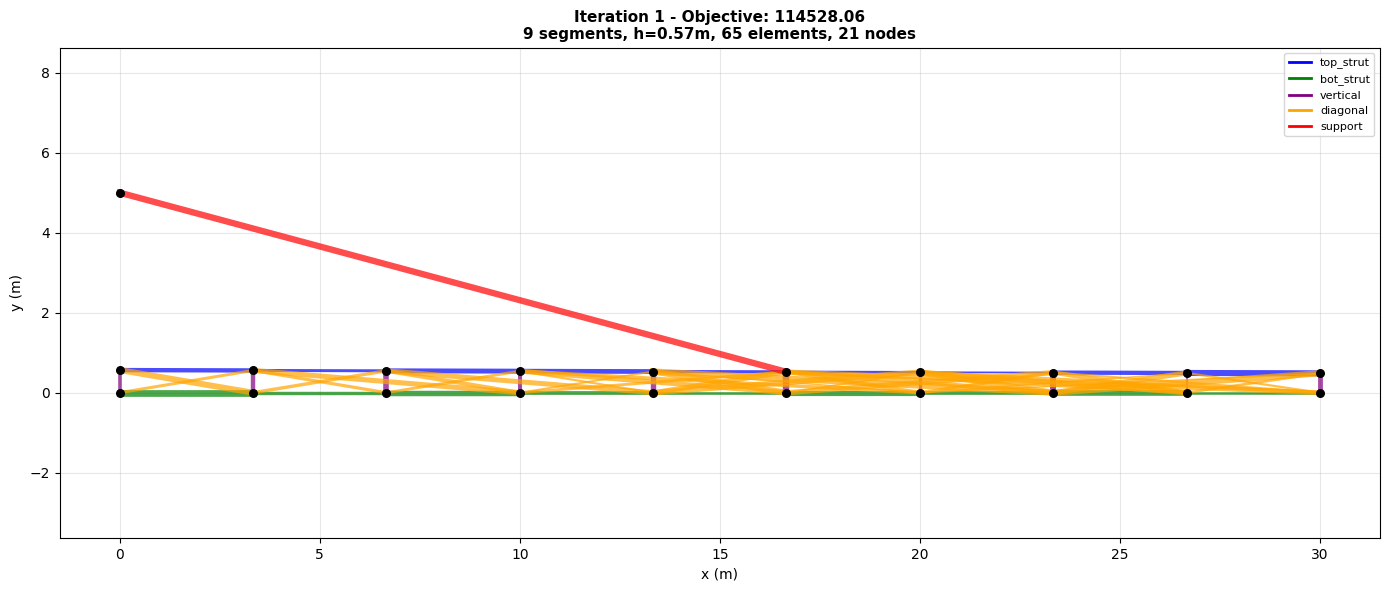 Iteration 1 - Objective: 114528.06
9 segments, h=0.57m, 65 elements, 21 nodes
top_strut
bot_strut
vertical
diagonal
support
y (m)
8
6
4
2
0
−2
0
5
10
15
20
25
30
x (m)